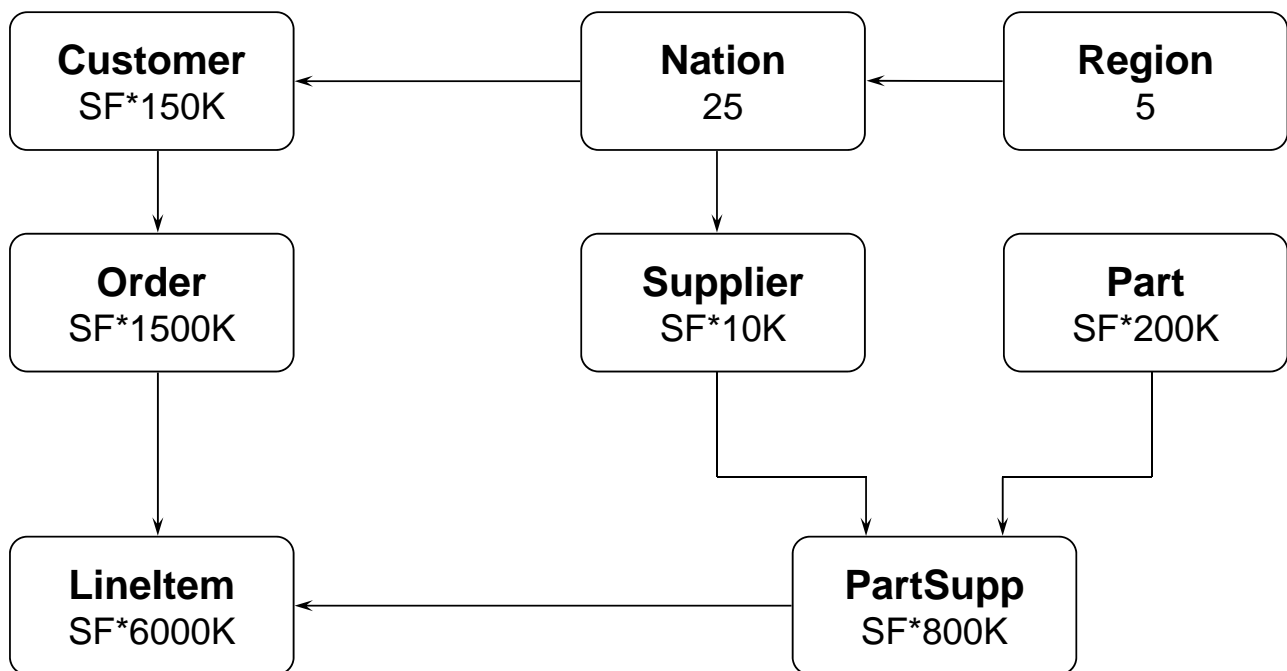 Customer
SF*150K
Nation
25
Region
5
Order
SF*1500K
Supplier
SF*10K
Part
SF*200K
LineItem
SF*6000K
PartSupp
SF*800K